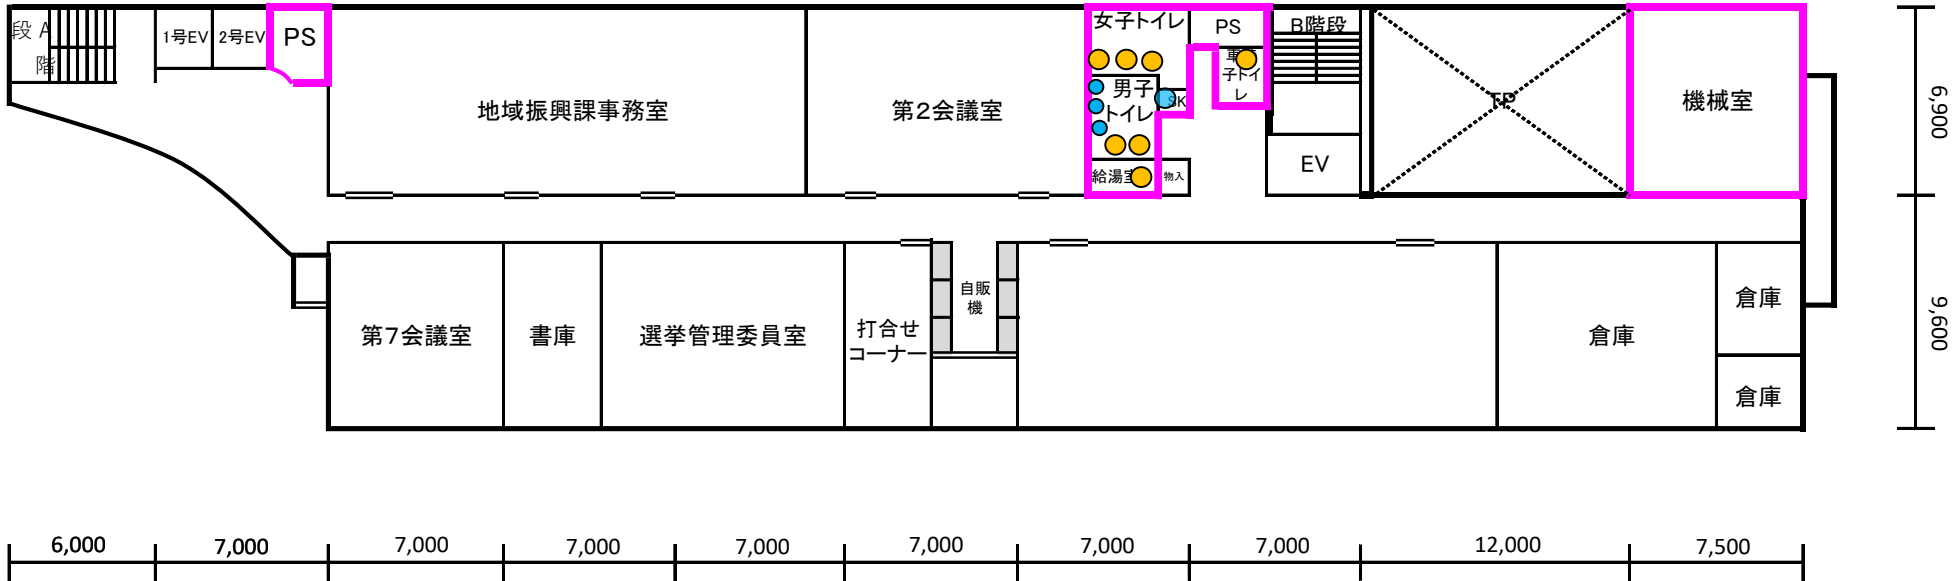 段 A
階
1号EV
2号EV
PS
地域振興課事務室
第2会議室
女子トイレ
男子
トイレ
SK
給湯室
物入
PS
子トイ
レ
B階段
EV
TP
機械室
6,900
第7会議室
書庫
選挙管理委員室
打合せ
コーナー
自販
機
倉庫
倉庫
倉庫
9,600
6,000
7,000
7,000
7,000
7,000
7,000
7,000
7,000
12,000
7,500